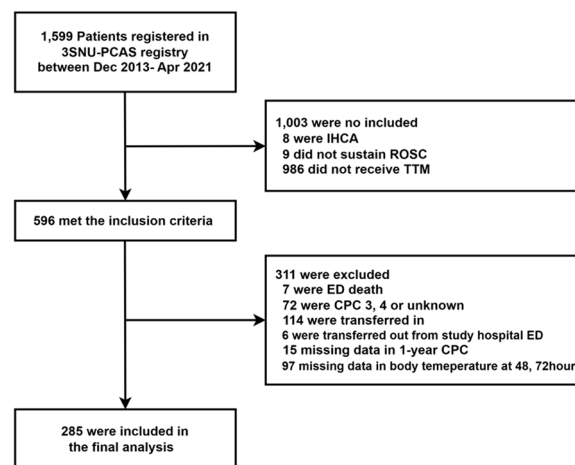 1,599 Patients registered in
3SNU-PCAS registry
between Dec 2013- Apr 2021
1,003 were no included
8 were IHCA
9 did not sustain ROSC
986 did not receive TTM
596 met the inclusion criteria
311 were excluded
7 were ED death
72 were CPC 3, 4 or unknown
114 were transferred in
6 were transferred out from study hospital ED
15 missing data in 1-year CPC
97 missing data in body temeperature at 48, 72hour
285 were included in
the final analysis